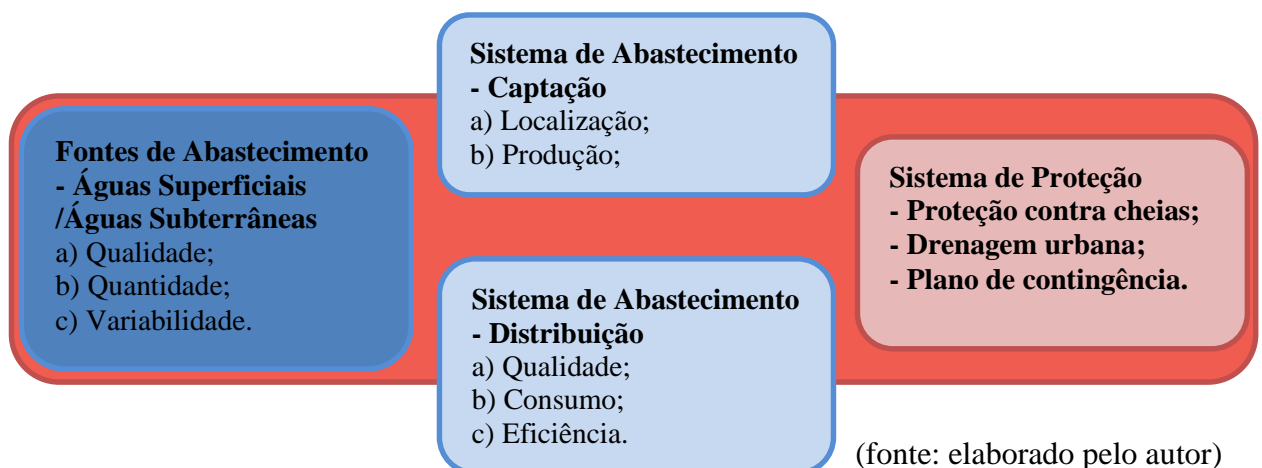 Fontes de Abastecimento
- Águas Superficiais
/Águas Subterrâneas
a) Qualidade;
b) Quantidade;
c) Variabilidade.
Sistema de Abastecimento
- Captação
a) Localização;
b) Produção;
Sistema de Abastecimento
- Distribuição
a) Qualidade;
b) Consumo;
c) Eficiência.
Sistema de Proteção
- Proteção contra cheias;
- Drenagem urbana;
- Plano de contingência.
(fonte: elaborado pelo autor)